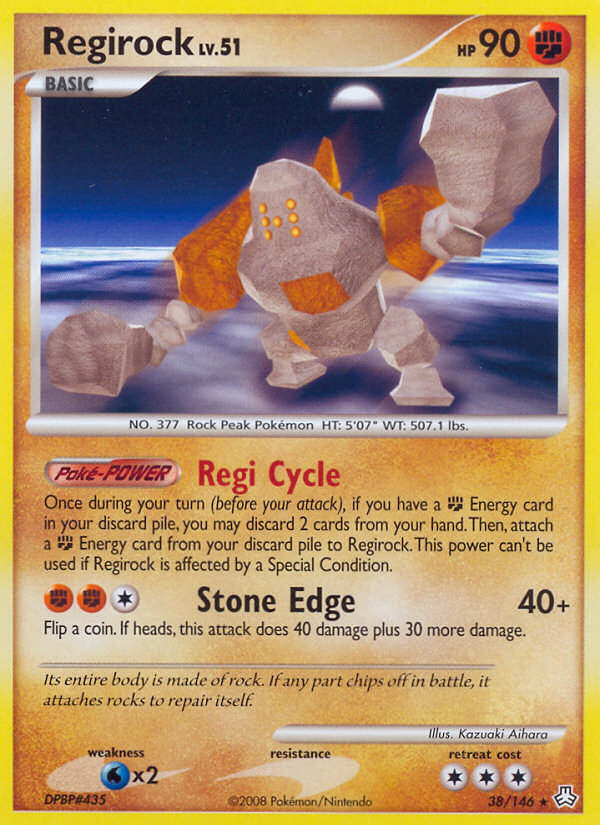 Regirock LV.51
HP 90
BASIC
NO. 377 Rock Peak Pokémon HT: 5'07" WT: 507.1 lbs.
Poké-POWER Regi Cycle
Once during your turn (before your attack), if you have a Energy card
in your discard pile, you may discard 2 cards from your hand. Then, attach
a Energy card from your discard pile to Regirock. This power can't be
used if Regirock is affected by a Special Condition.
Stone Edge 40+
Flip a coin. If heads, this attack does 40 damage plus 30 more damage.
Its entire body is made of rock. If any part chips off in battle, it
attaches rocks to repair itself.
Illus. Kazuaki Aihara
weakness resistance retreat cost
x2
DPBP#435 ©2008 Pokémon/Nintendo 38/146 ★